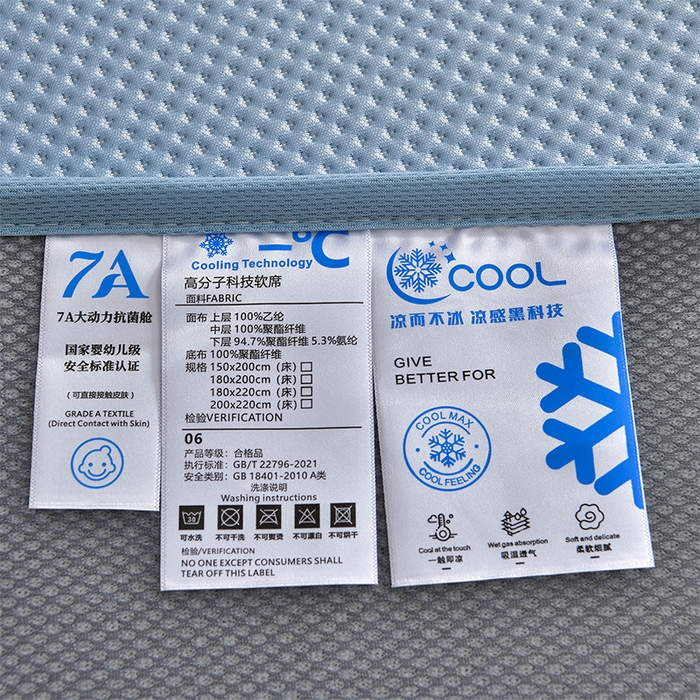 7A
7A大动力抗菌舱
国家婴幼儿级
安全标准认证
（可直接接触皮肤）
GRADE A TEXTILE
(Direct Contact with Skin)
–°C
Cooling Technology
高分子科技软席
面料FABRIC
面布 上层 100%乙纶
中层 100%聚酯纤维
下层 94.7%聚酯纤维 5.3%氨纶
底布 100%聚酯纤维
规格 150x200cm (床)
180x200cm (床)
180x220cm (床)
200x220cm (床)
检验VERIFICATION
06
产品等级：合格品
执行标准：GB/T 22796-2021
安全类别：GB 18401-2010 A类
洗涤说明
Washing instructions
30
可水洗 不可干洗 不可熨烫 不可漂白 不可烘干
检验/VERIFICATION
NO ONE EXCEPT CONSUMERS SHALL
TEAR OFF THIS LABEL
COOL
凉而不冰 凉感黑科技
GIVE
BETTER FOR
COOL MAX
COOL FEELING
Cool at the touch Wet gas absorption Soft and delicate
一触即凉 吸湿透气 柔软细腻